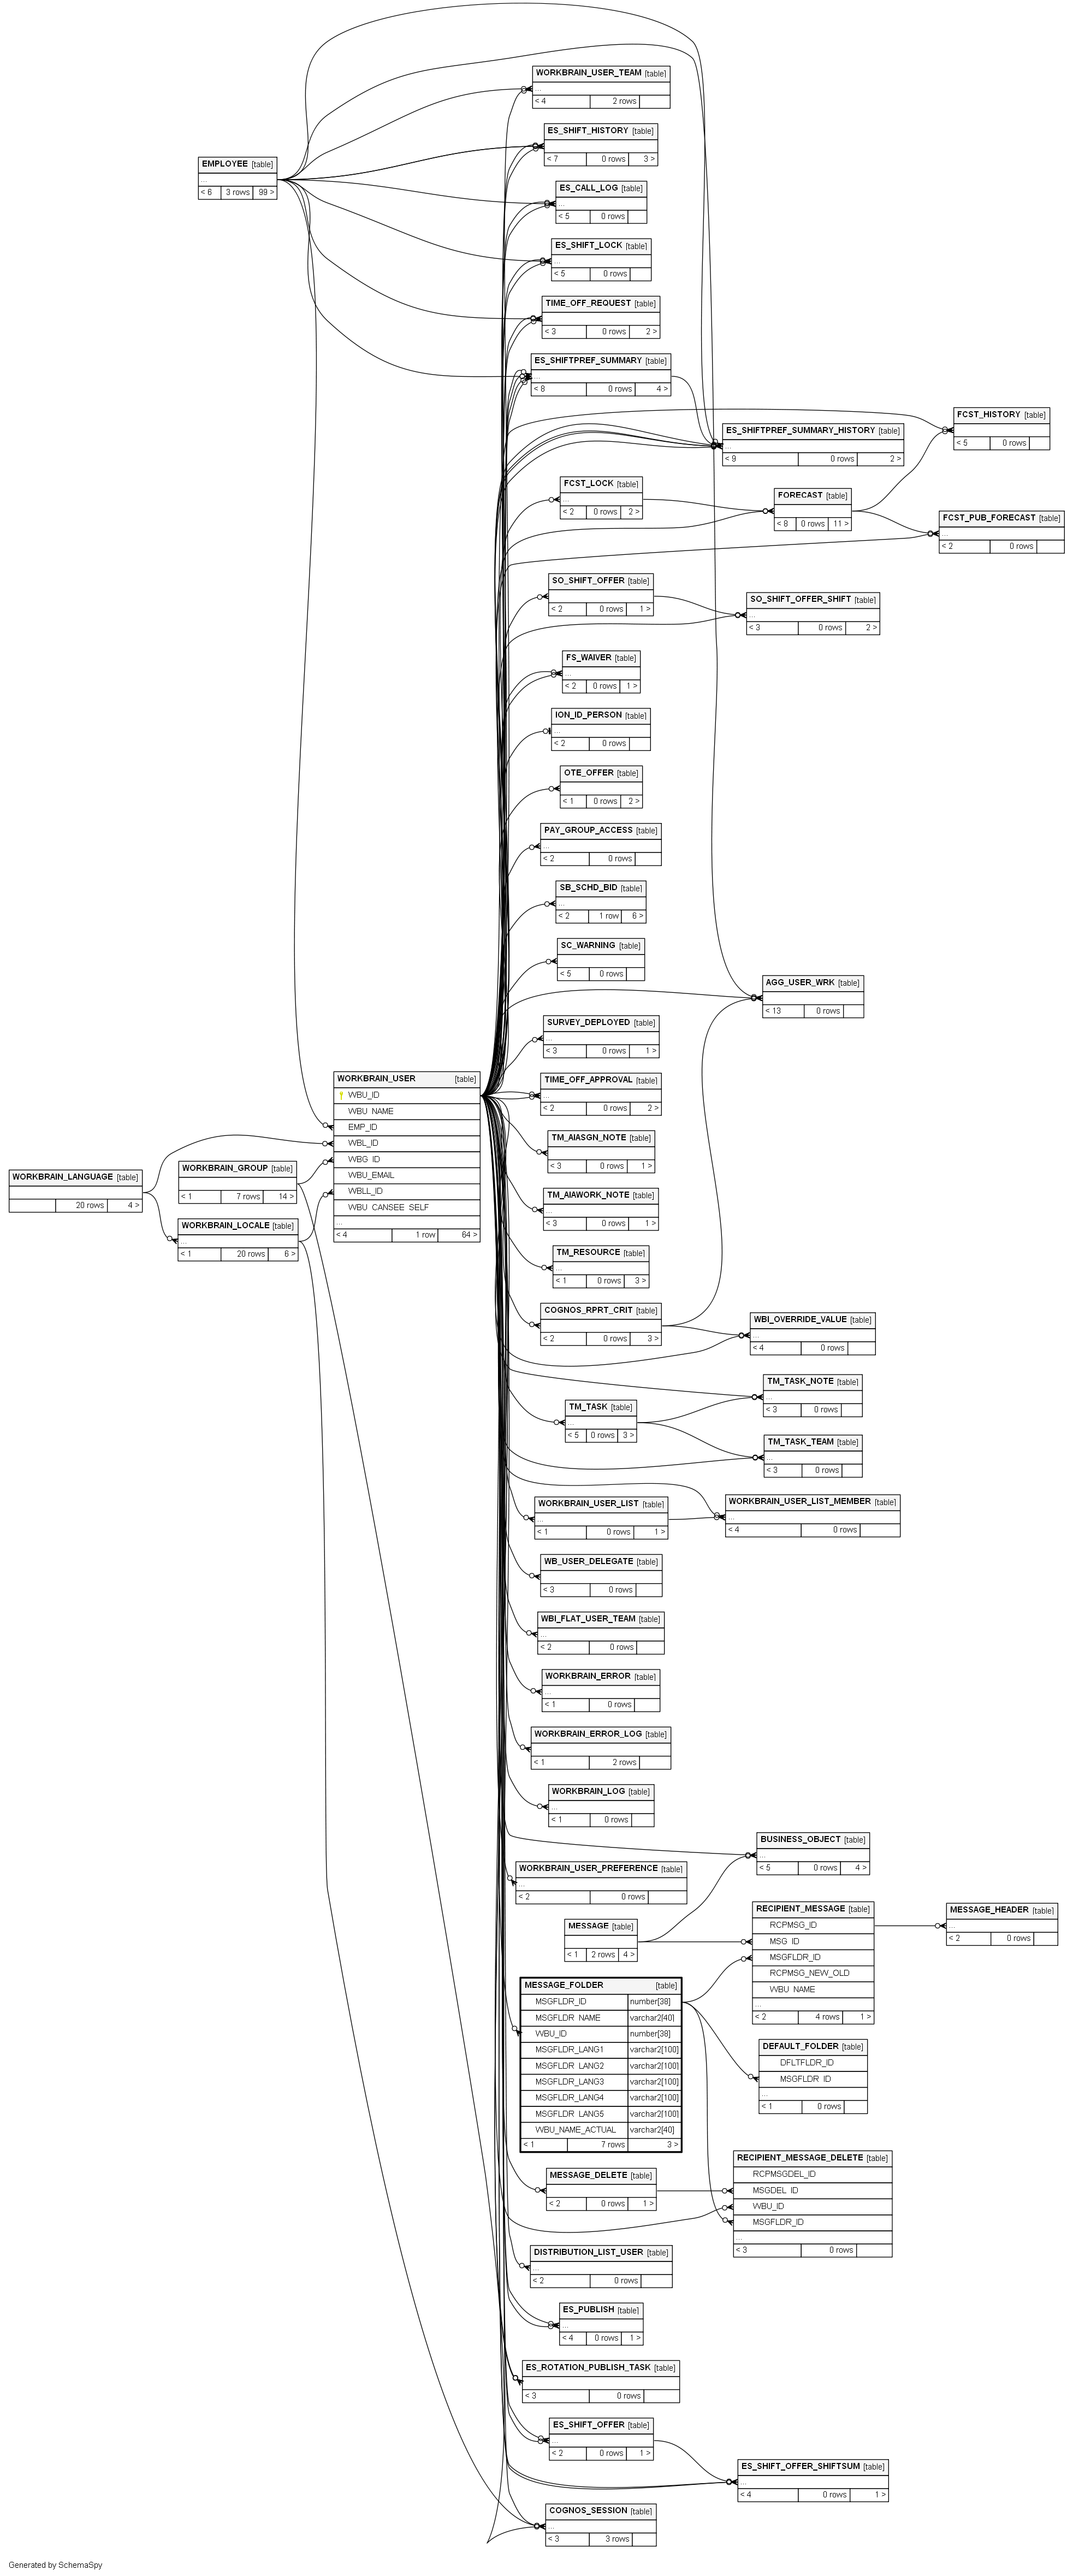 WORKBRAIN_USER_TEAM [table]
...
< 4 2 rows
ES_SHIFT_HISTORY [table]
< 7 0 rows 3 >
EMPLOYEE [table]
...
< 6 3 rows 99 >
ES_CALL_LOG [table]
...
< 5 0 rows
ES_SHIFT_LOCK [table]
...
< 5 0 rows
TIME_OFF_REQUEST [table]
< 3 0 rows 2 >
ES_SHIFTPREF_SUMMARY [table]
...
< 8 0 rows 4 >
FCST_HISTORY [table]
...
< 5 0 rows
ES_SHIFTPREF_SUMMARY_HISTORY [table]
...
< 9 0 rows 2 >
FCST_LOCK [table]
...
< 2 0 rows 2 >
FORECAST [table]
...
< 8 0 rows 11 >
FCST_PUB_FORECAST [table]
...
< 2 0 rows
SO_SHIFT_OFFER [table]
...
< 2 0 rows 1 >
SO_SHIFT_OFFER_SHIFT [table]
...
< 3 0 rows 2 >
FS_WAIVER [table]
...
< 2 0 rows 1 >
ION_ID_PERSON [table]
...
< 2 0 rows
OTE_OFFER [table]
...
< 1 0 rows 2 >
PAY_GROUP_ACCESS [table]
...
< 2 0 rows
SB_SCHD_BID [table]
...
< 2 1 row 6 >
SC_WARNING [table]
< 5 0 rows
AGG_USER_WRK [table]
< 13 0 rows
SURVEY_DEPLOYED [table]
...
< 3 0 rows 1 >
TIME_OFF_APPROVAL [table]
...
< 2 0 rows 2 >
WORKBRAIN_USER [table]
WBU_ID
WBU_NAME
EMP_ID
WBL_ID
WBG_ID
WBU_EMAIL
WBLL_ID
WBU_CANSEE_SELF
...
< 4 1 row 64 >
TM_AIASGN_NOTE [table]
...
< 3 0 rows 1 >
WORKBRAIN_LANGUAGE [table]
20 rows 4 >
WORKBRAIN_GROUP [table]
< 1 7 rows 14 >
WORKBRAIN_LOCALE [table]
...
< 1 20 rows 6 >
TM_AIAWORK_NOTE [table]
...
< 3 0 rows 1 >
TM_RESOURCE [table]
...
< 1 0 rows 3 >
COGNOS_RPRT_CRIT [table]
< 2 0 rows 3 >
WBI_OVERRIDE_VALUE [table]
...
< 4 0 rows
TM_TASK_NOTE [table]
...
< 3 0 rows
TM_TASK [table]
...
< 5 0 rows 3 >
TM_TASK_TEAM [table]
...
< 3 0 rows
WORKBRAIN_USER_LIST [table]
...
< 1 0 rows 1 >
WORKBRAIN_USER_LIST_MEMBER [table]
...
< 4 0 rows
WB_USER_DELEGATE [table]
< 3 0 rows
WBI_FLAT_USER_TEAM [table]
...
< 2 0 rows
WORKBRAIN_ERROR [table]
...
< 1 0 rows
WORKBRAIN_ERROR_LOG [table]
< 1 2 rows
WORKBRAIN_LOG [table]
...
< 1 0 rows
BUSINESS_OBJECT [table]
...
< 5 0 rows 4 >
WORKBRAIN_USER_PREFERENCE [table]
...
< 2 0 rows
MESSAGE [table]
< 1 2 rows 4 >
RECIPIENT_MESSAGE [table]
RCPMSG_ID
MSG_ID
MSGFLDR_ID
RCPMSG_NEW_OLD
WBU_NAME
...
< 2 4 rows 1 >
MESSAGE_HEADER [table]
...
< 2 0 rows
MESSAGE_FOLDER [table]
MSGFLDR_ID number[38]
MSGFLDR_NAME varchar2[40]
WBU_ID number[38]
MSGFLDR_LANG1 varchar2[100]
MSGFLDR_LANG2 varchar2[100]
MSGFLDR_LANG3 varchar2[100]
MSGFLDR_LANG4 varchar2[100]
MSGFLDR_LANG5 varchar2[100]
WBU_NAME_ACTUAL varchar2[40]
< 1 7 rows 3 >
DEFAULT_FOLDER [table]
DFLTFLDR_ID
MSGFLDR_ID
...
< 1 0 rows
MESSAGE_DELETE [table]
...
< 2 0 rows 1 >
RECIPIENT_MESSAGE_DELETE [table]
RCPMSGDEL_ID
MSGDEL_ID
WBU_ID
MSGFLDR_ID
...
< 3 0 rows
DISTRIBUTION_LIST_USER [table]
...
< 2 0 rows
ES_PUBLISH [table]
...
< 4 0 rows 1 >
ES_ROTATION_PUBLISH_TASK [table]
< 3 0 rows
ES_SHIFT_OFFER [table]
...
< 2 0 rows 1 >
ES_SHIFT_OFFER_SHIFTSUM [table]
...
< 4 0 rows 1 >
COGNOS_SESSION [table]
...
< 3 3 rows
Generated by SchemaSpy